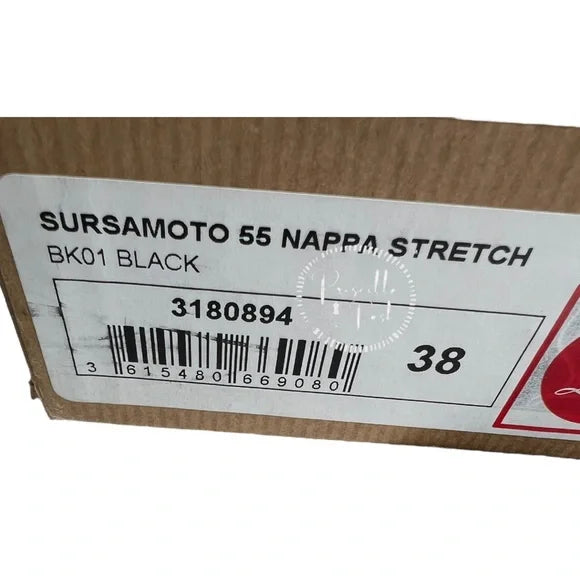 SURSAMOTO 55 NAPPA STRETCH
BK01 BLACK
3180894
38
3 615480 669080